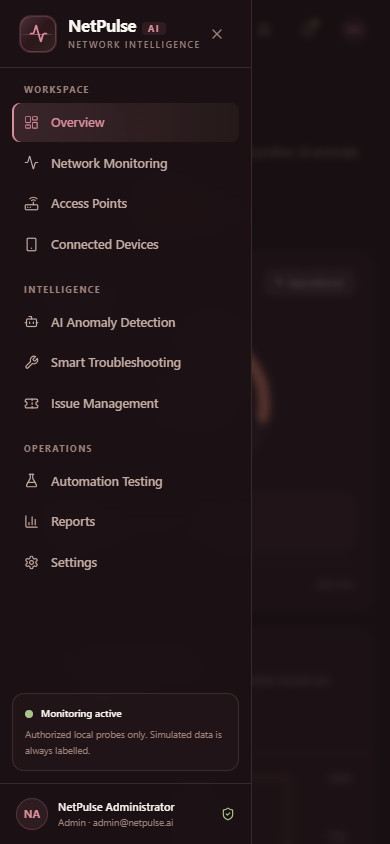 NetPulse AI
NETWORK INTELLIGENCE
WORKSPACE
Overview
Network Monitoring
Access Points
Connected Devices
INTELLIGENCE
AI Anomaly Detection
Smart Troubleshooting
Issue Management
OPERATIONS
Automation Testing
Reports
Settings
Monitoring active
Authorized local probes only. Simulated data is
always labelled.
NA
NetPulse Administrator
Admin · admin@netpulse.ai